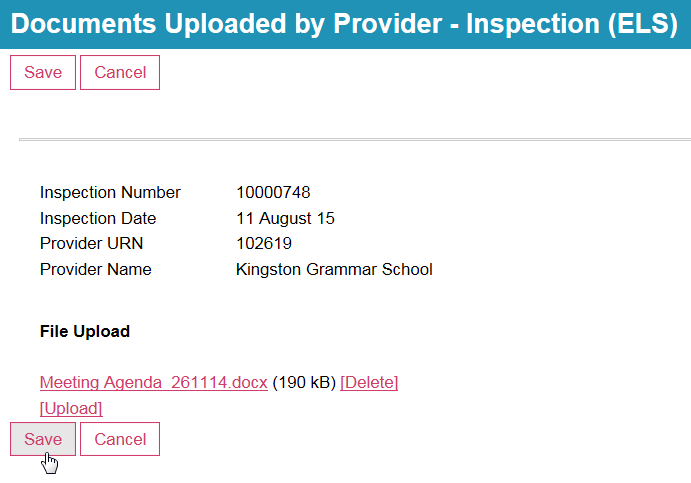 Documents Uploaded by Provider - Inspection (ELS)
Save Cancel
Inspection Number 10000748
Inspection Date 11 August 15
Provider URN 102619
Provider Name Kingston Grammar School
File Upload
Meeting Agenda_261114.docx (190 kB) [Delete]
[Upload]
Save Cancel